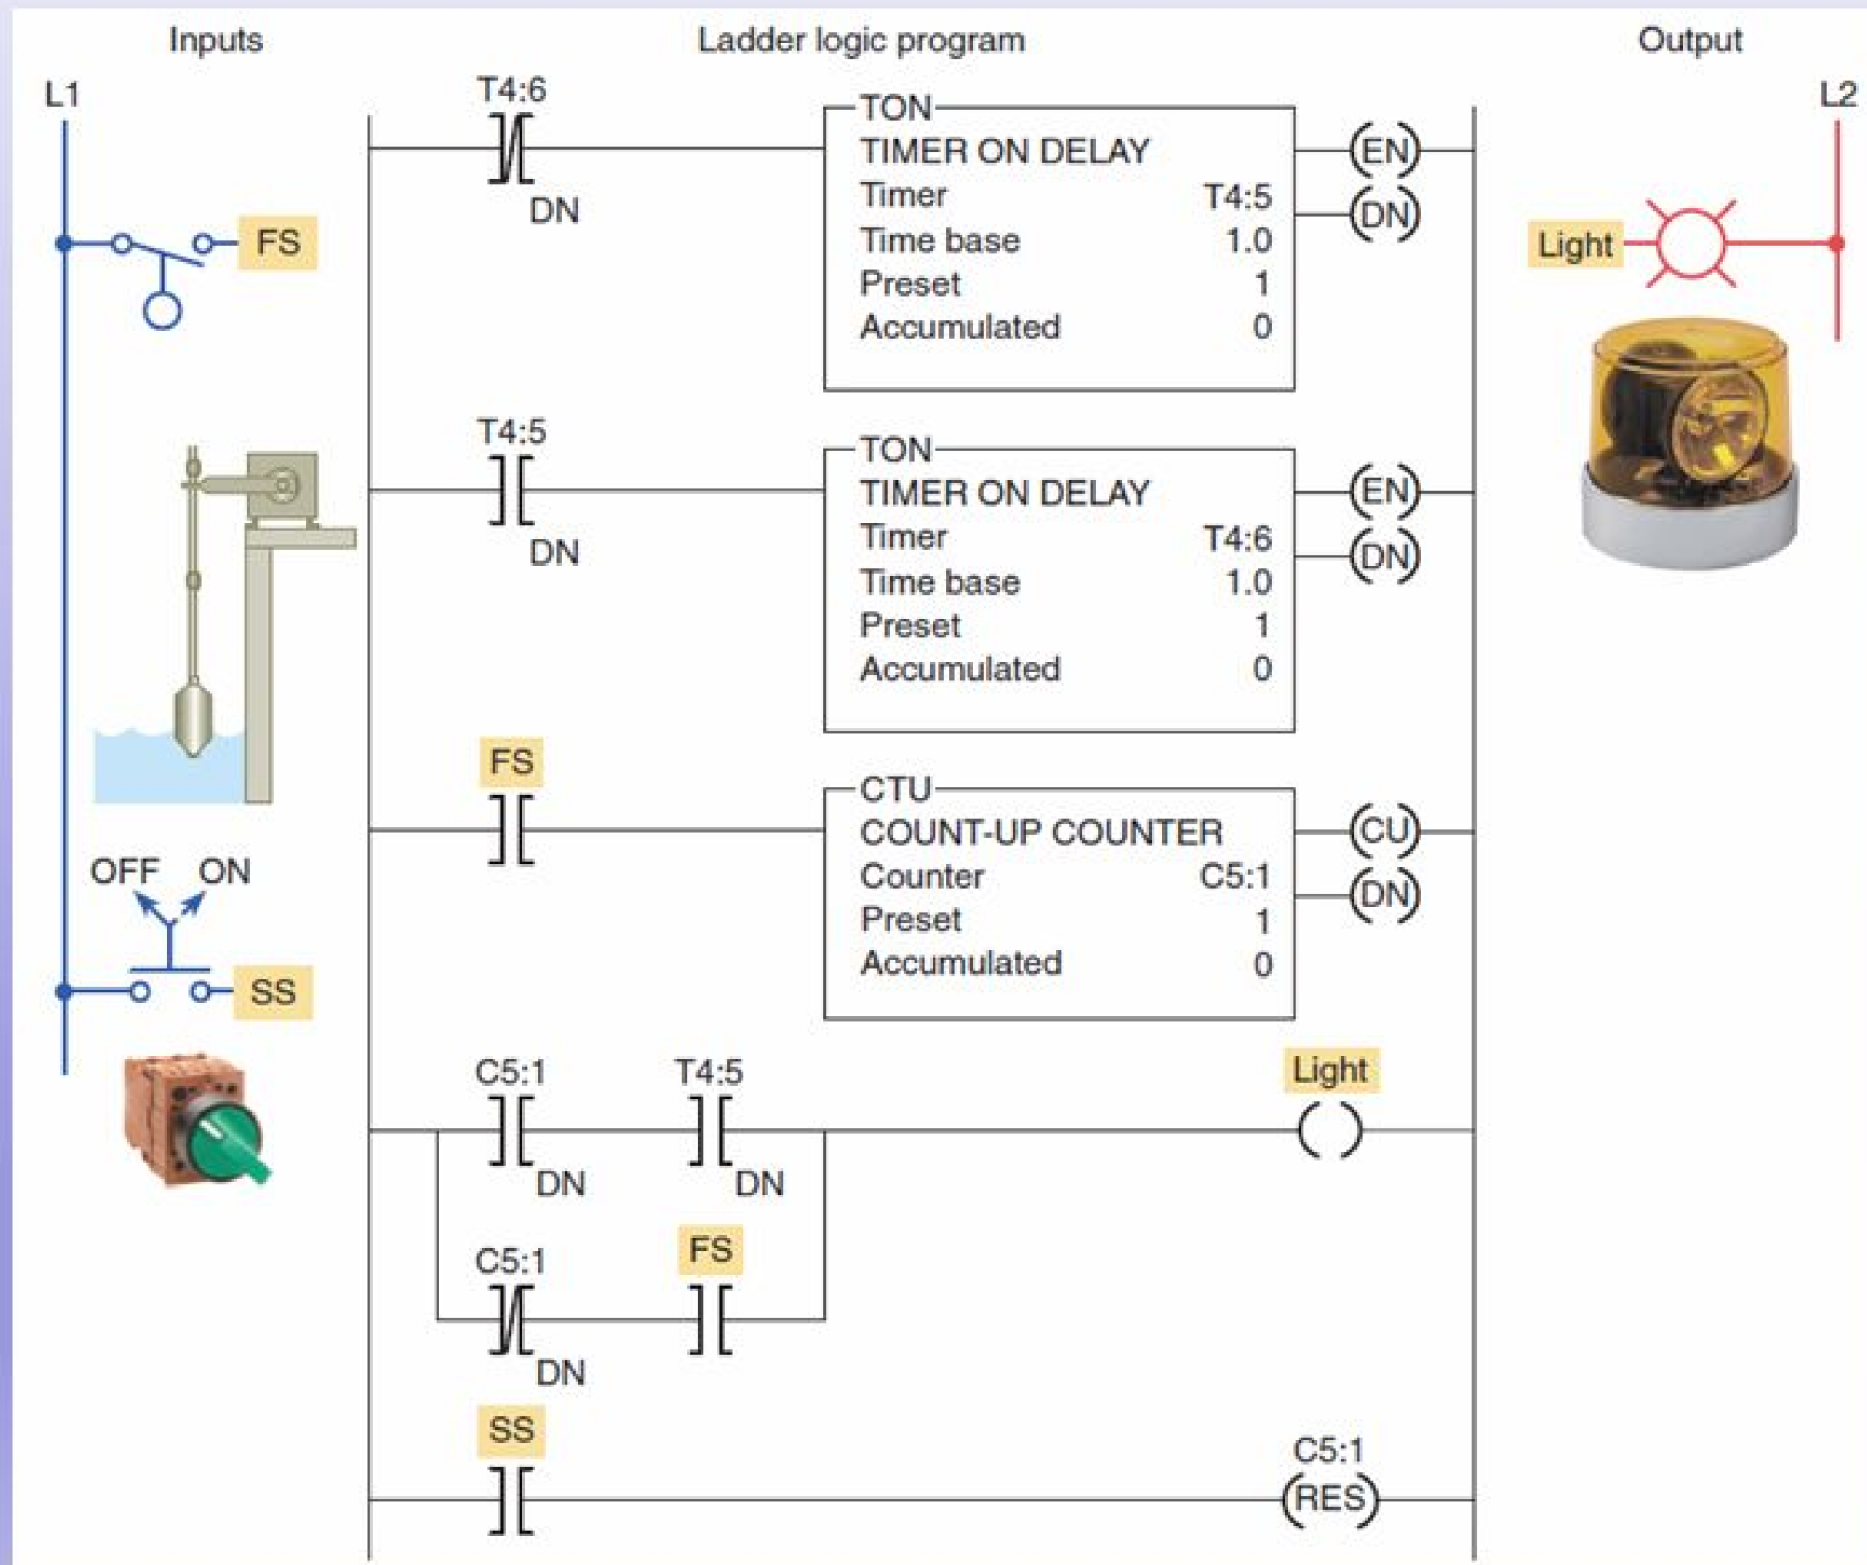 Inputs
Ladder logic program
Output
L1
L2
FS
OFF ON
SS
T4:6
DN
TON
TIMER ON DELAY
Timer T4:5
Time base 1.0
Preset 1
Accumulated 0
(EN)
(DN)
T4:5
DN
TON
TIMER ON DELAY
Timer T4:6
Time base 1.0
Preset 1
Accumulated 0
(EN)
(DN)
FS
CTU
COUNT-UP COUNTER
Counter C5:1
Preset 1
Accumulated 0
(CU)
(DN)
C5:1 T4:5
DN DN
Light
C5:1 FS
DN
SS
C5:1
(RES)
Light